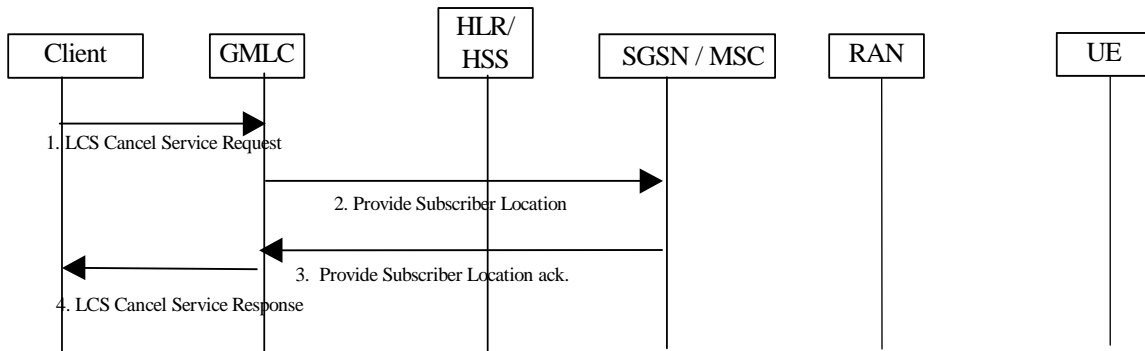 Client
GMLC
HLR/
HSS
SGSN / MSC
RAN
UE
1. LCS Cancel Service Request
2. Provide Subscriber Location
3. Provide Subscriber Location ack.
4. LCS Cancel Service Response